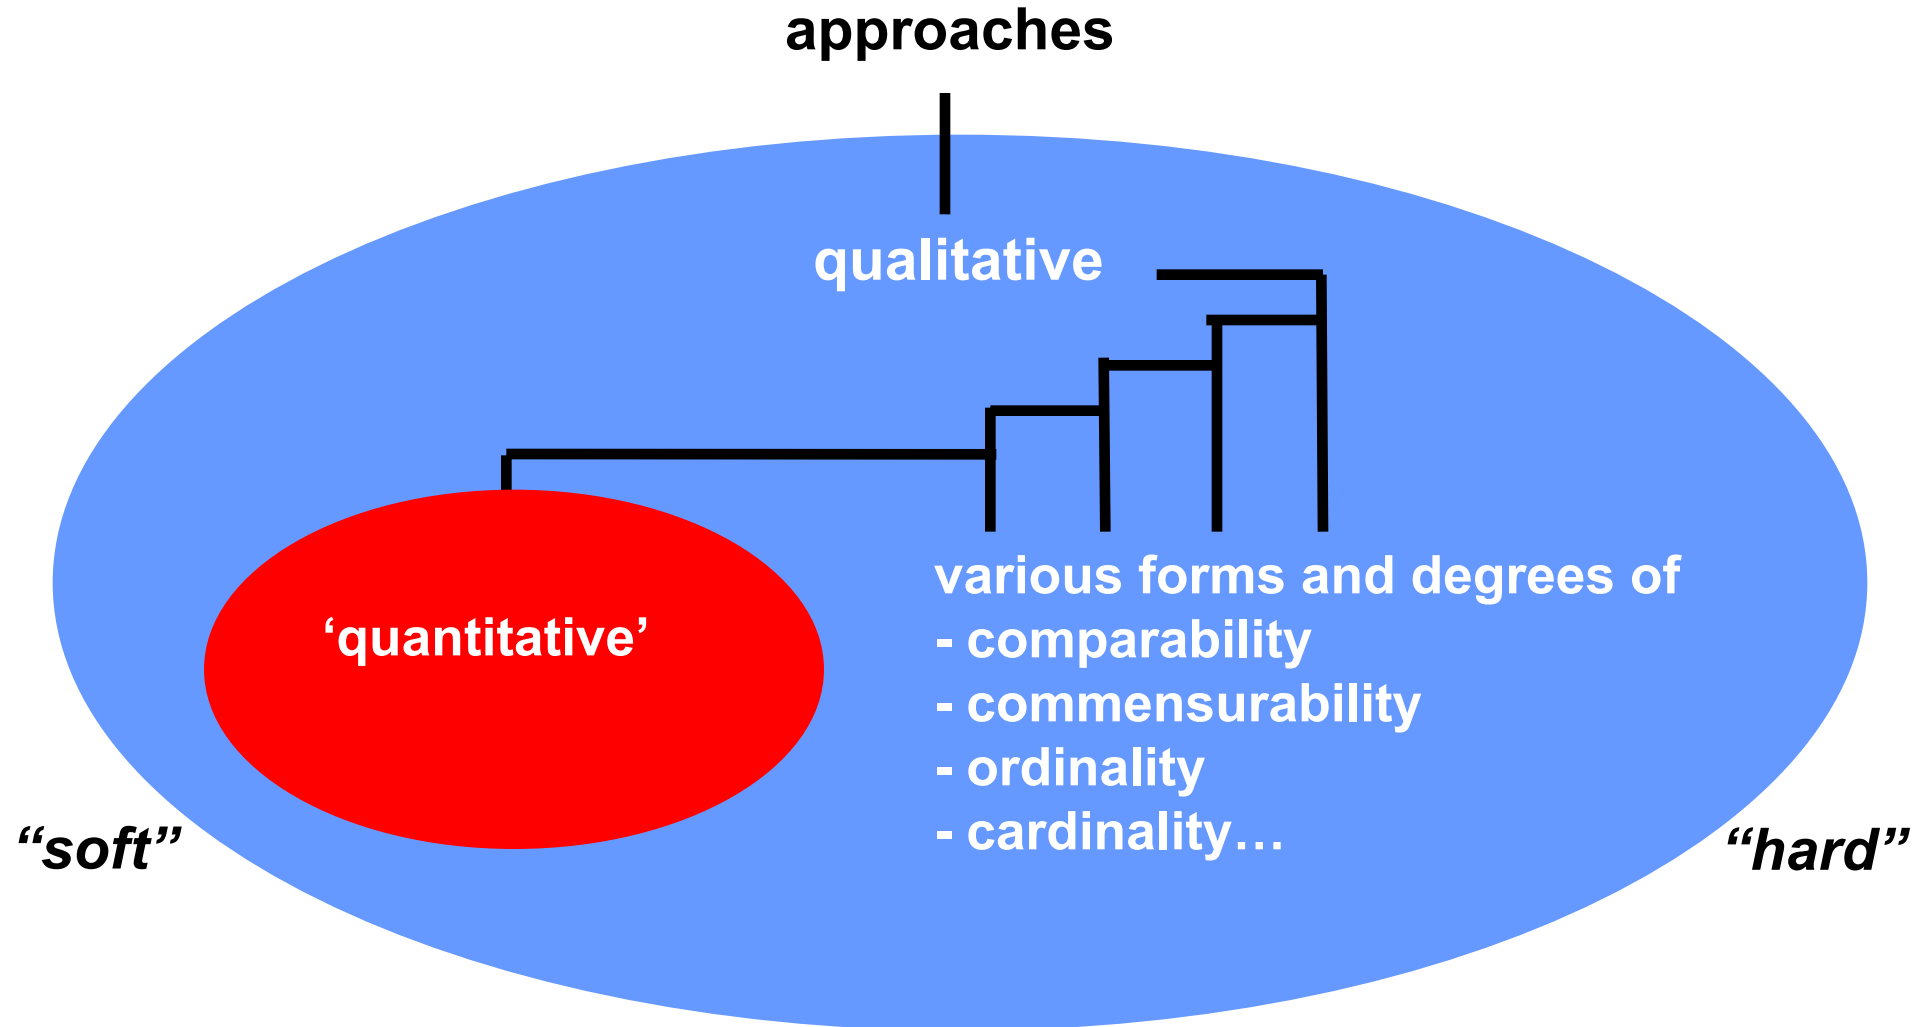 approaches
qualitative
‘quantitative’
various forms and degrees of
- comparability
- commensurability
- ordinality
- cardinality…
“soft”
“hard”